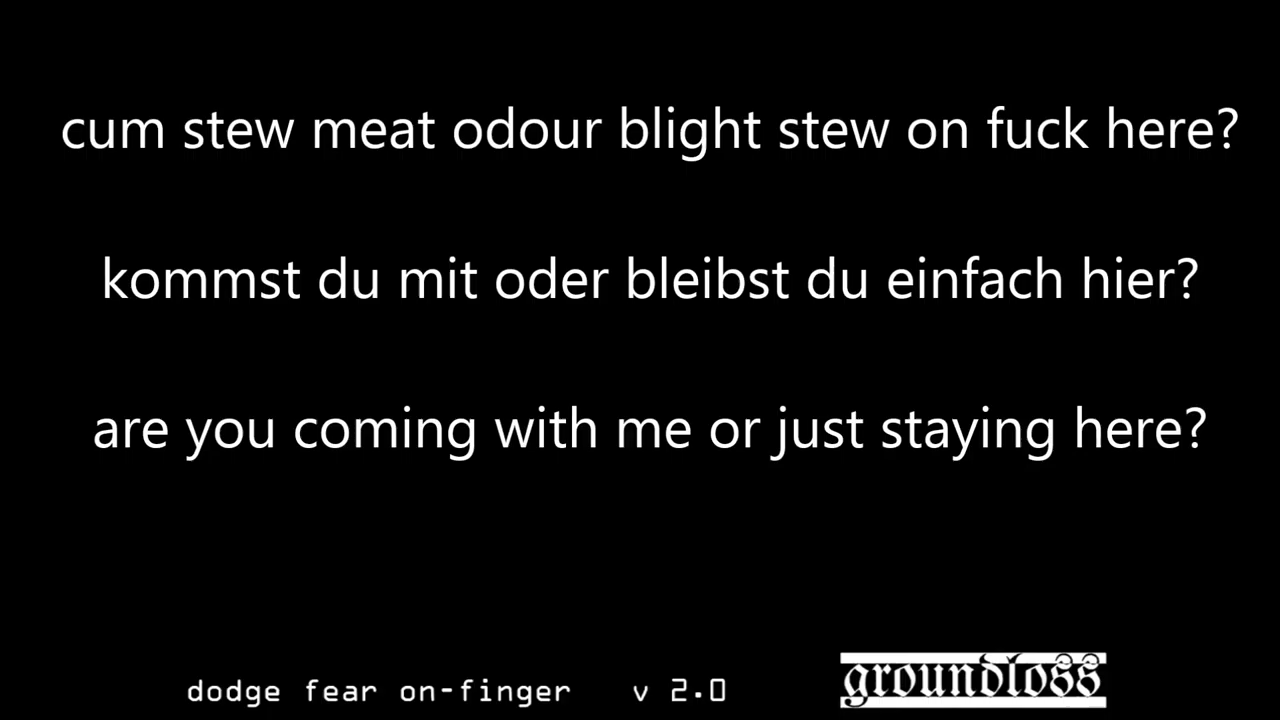 cum stew meat odour blight stew on fuck here?
kommst du mit oder bleibst du einfach hier?
are you coming with me or just staying here?
dodge fear on-finger v 2.0
groundloss